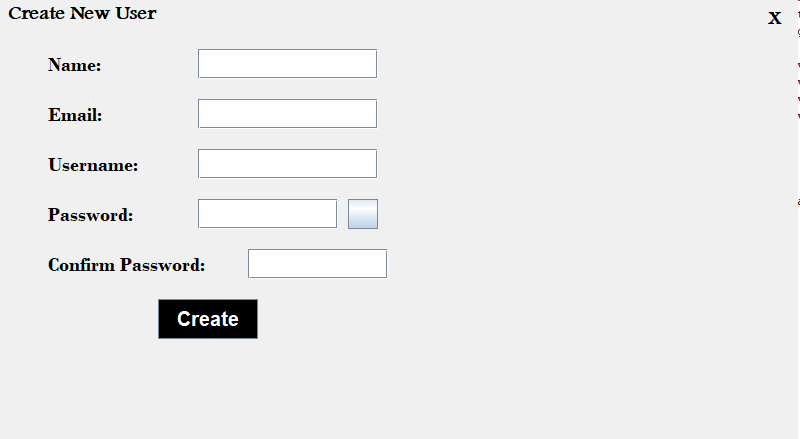 Create New User
X
Name:
Email:
Username:
Password:
Confirm Password:
Create